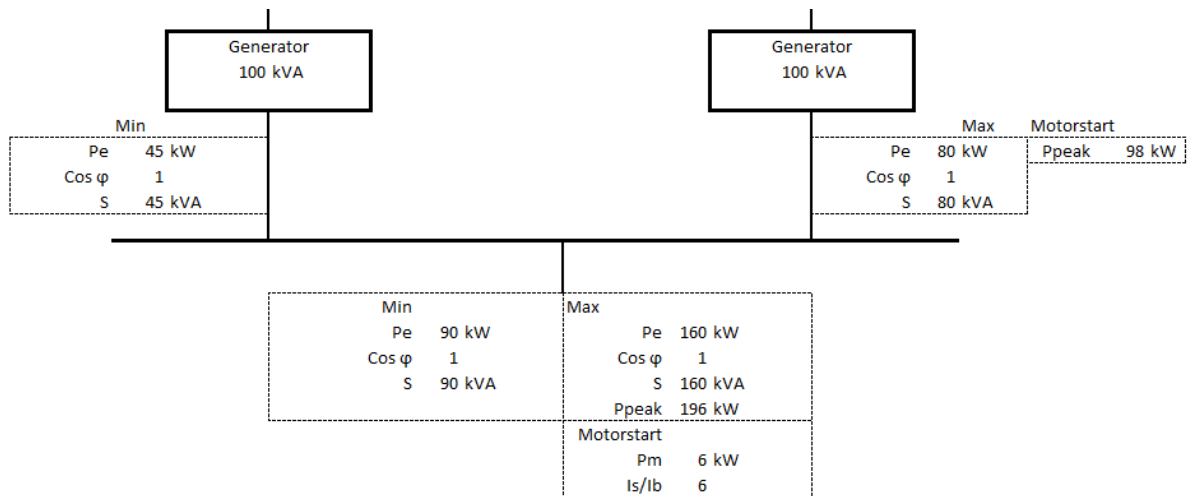 Generator
100 kVA
Generator
100 kVA
Min
Pe 45 kW
Cos φ 1
S 45 kVA
Max Motorstart
Pe 80 kW Ppeak 98 kW
Cos φ 1
S 80 kVA
Min
Pe 90 kW
Cos φ 1
S 90 kVA
Max
Pe 160 kW
Cos φ 1
S 160 kVA
Ppeak 196 kW
Motorstart
Pm 6 kW
Is/Ib 6